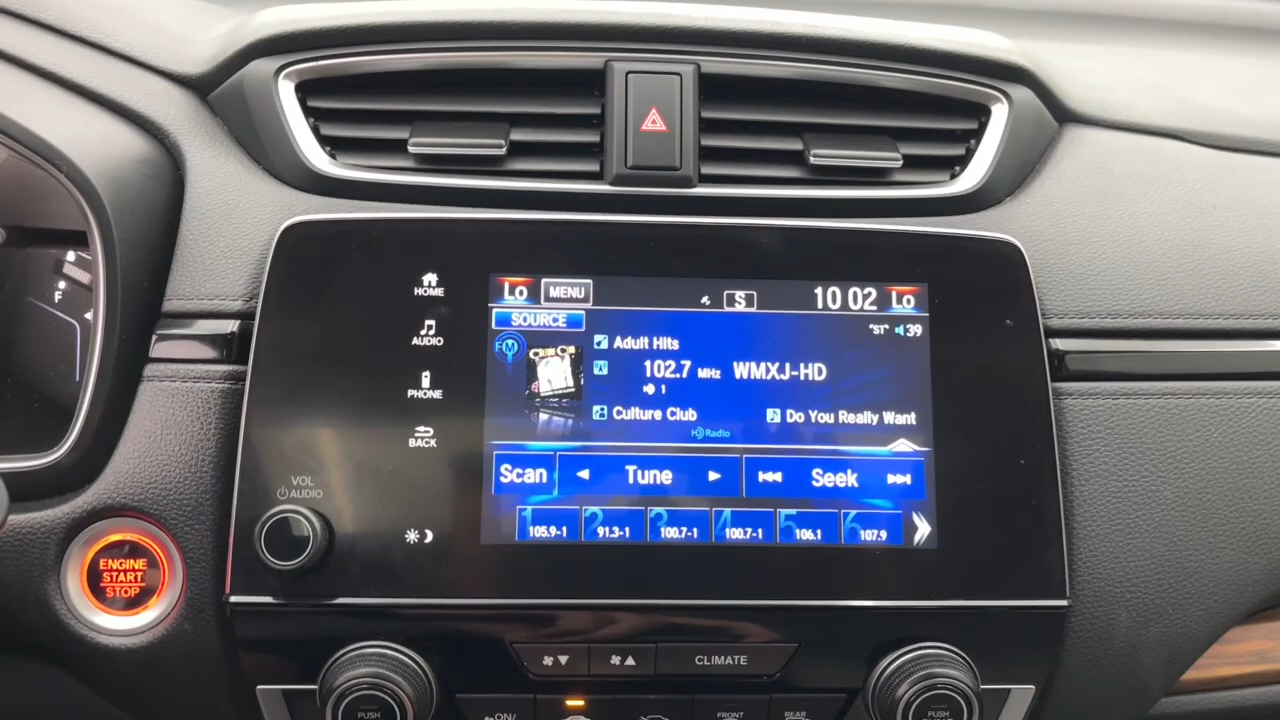 HOME
AUDIO
PHONE
BACK
VOL
AUDIO
Lo
MENU
S
10 02
Lo
SOURCE
"ST"
39
FM
Adult Hits
102.7 MHz WMXJ-HD
1
Culture Club
Do You Really Want
HD Radio
Scan
Tune
Seek
1 105.9-1
2 91.3-1
3 100.7-1
4 100.7-1
5 106.1
6 107.9
F
ENGINE
START
STOP
CLIMATE
PUSH
ON/
FRONT
REAR
PUSH